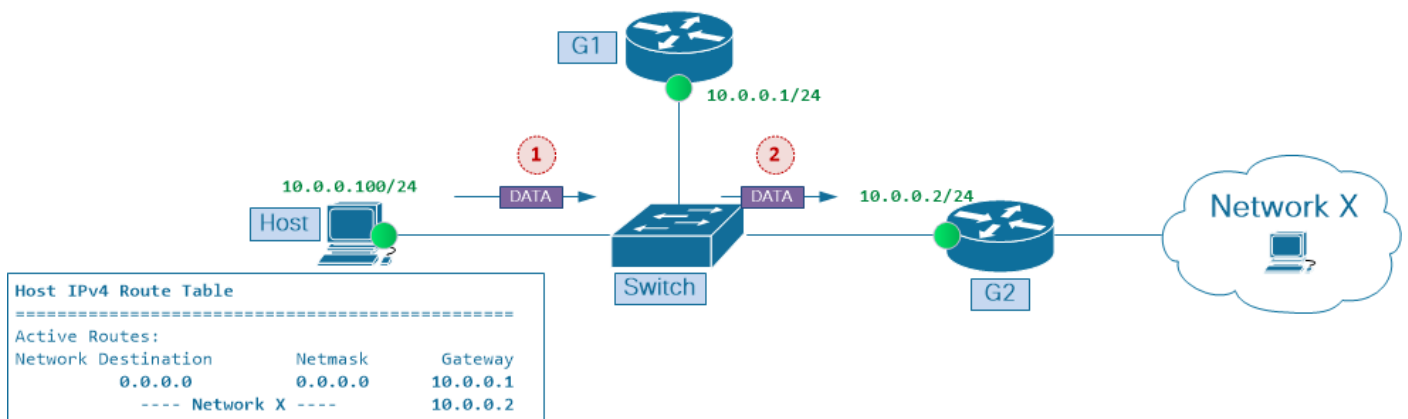 G1
10.0.0.1/24
1
2
10.0.0.100/24
DATA
DATA
10.0.0.2/24
Network X
Host
Switch
G2
Host IPv4 Route Table
================================================
Active Routes:
Network Destination Netmask Gateway
0.0.0.0 0.0.0.0 10.0.0.1
---- Network X ---- 10.0.0.2